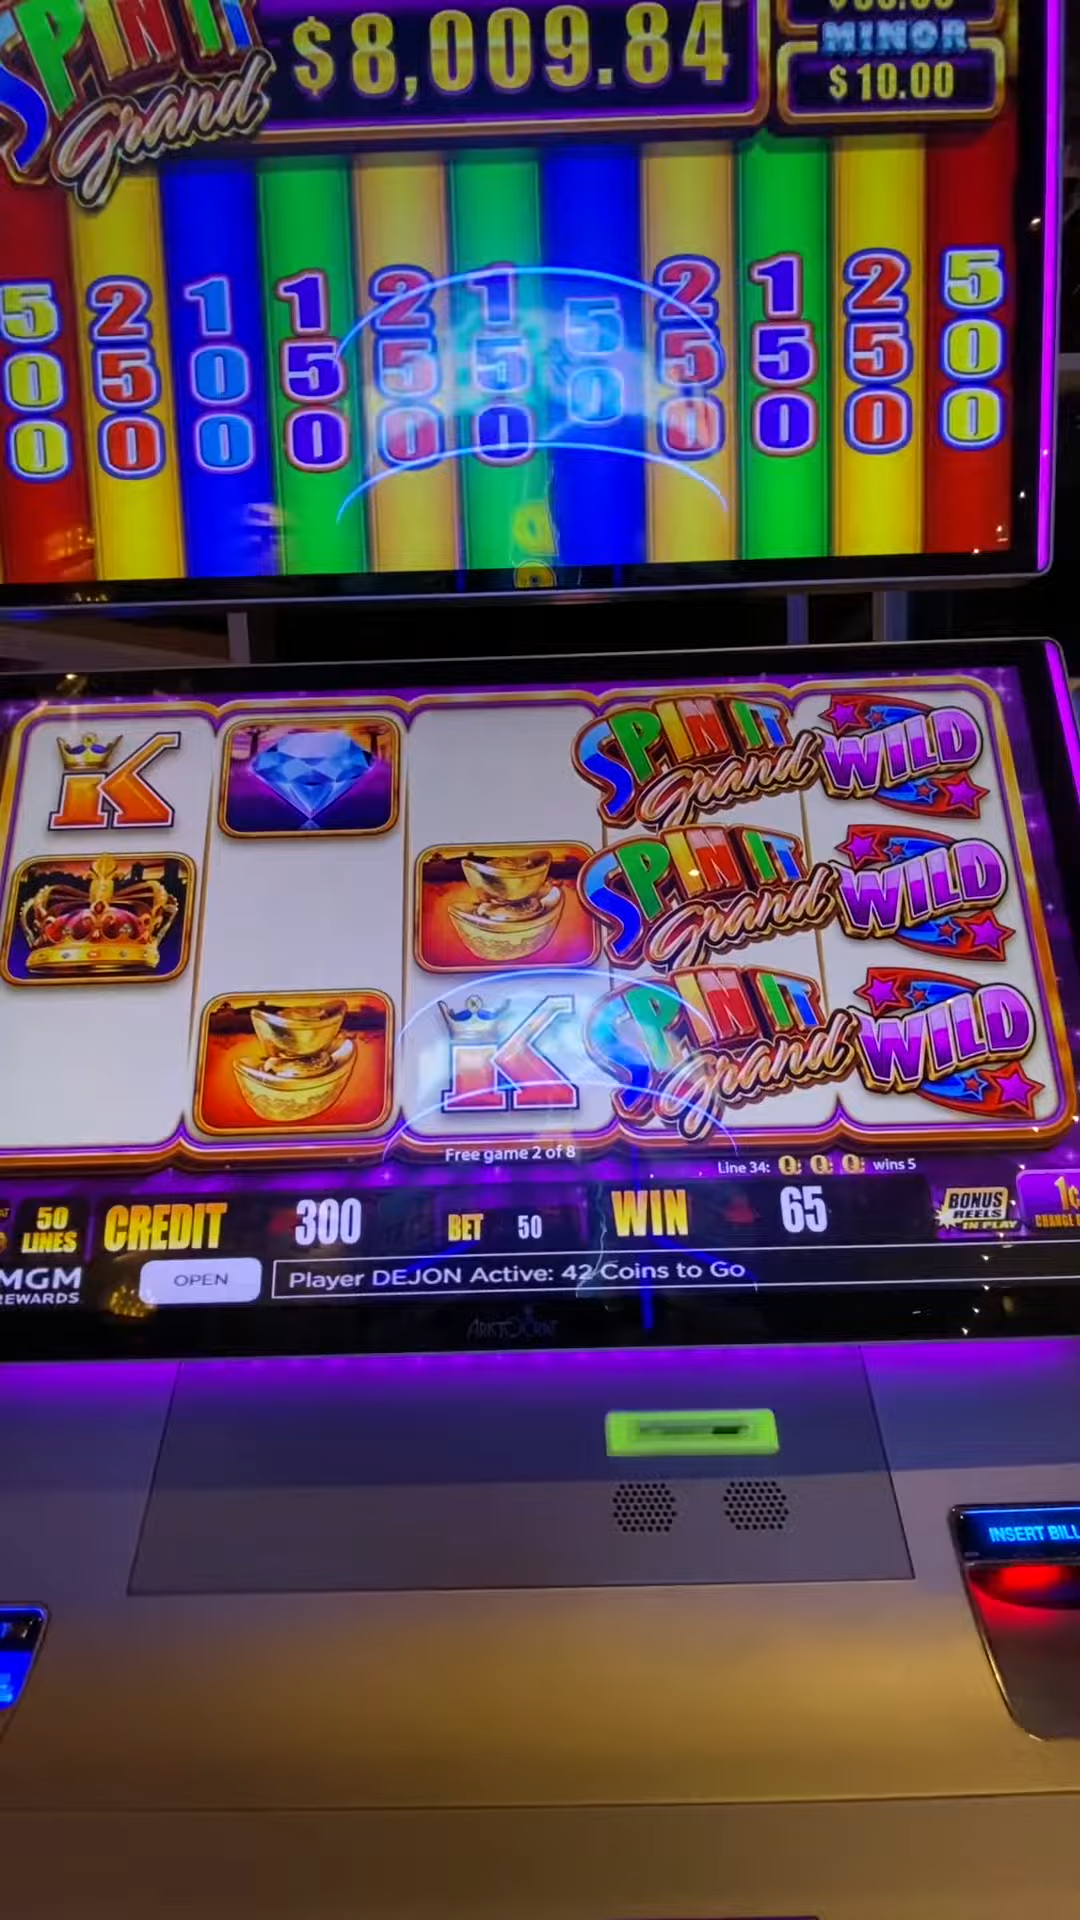 SPIN IT
Grand
$8,009.84
MINOR
$10.00
500
250
100
150
250
150
50
250
150
250
500
K
SPIN IT
Grand
WILD
SPIN IT
Grand
WILD
K
SPIN IT
Grand
WILD
Free game 2 of 8
Line 34: wins 5
50
LINES
CREDIT
300
BET
50
WIN
65
BONUS
REELS
IN PLAY
1¢
MGM
REWARDS
OPEN
Player DEJON Active: 42 Coins to Go
ARISTOCRAT
INSERT BILL